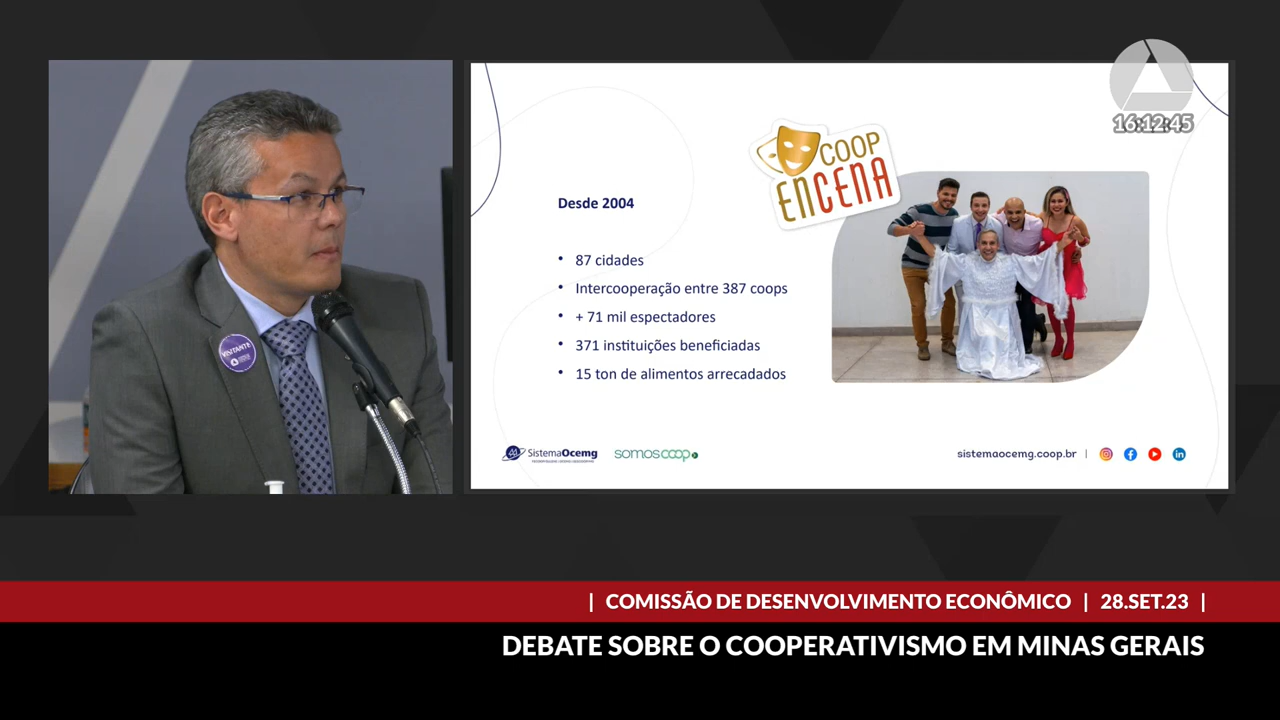 16:12:45
COOP
ENCENA
Desde 2004
• 87 cidades
• Intercooperação entre 387 coops
• + 71 mil espectadores
• 371 instituições beneficiadas
• 15 ton de alimentos arrecadados
VISITANTE
SistemaOcemg
somoscoop
sistemaocemg.coop.br |
| COMISSÃO DE DESENVOLVIMENTO ECONÔMICO | 28.SET.23 |
DEBATE SOBRE O COOPERATIVISMO EM MINAS GERAIS